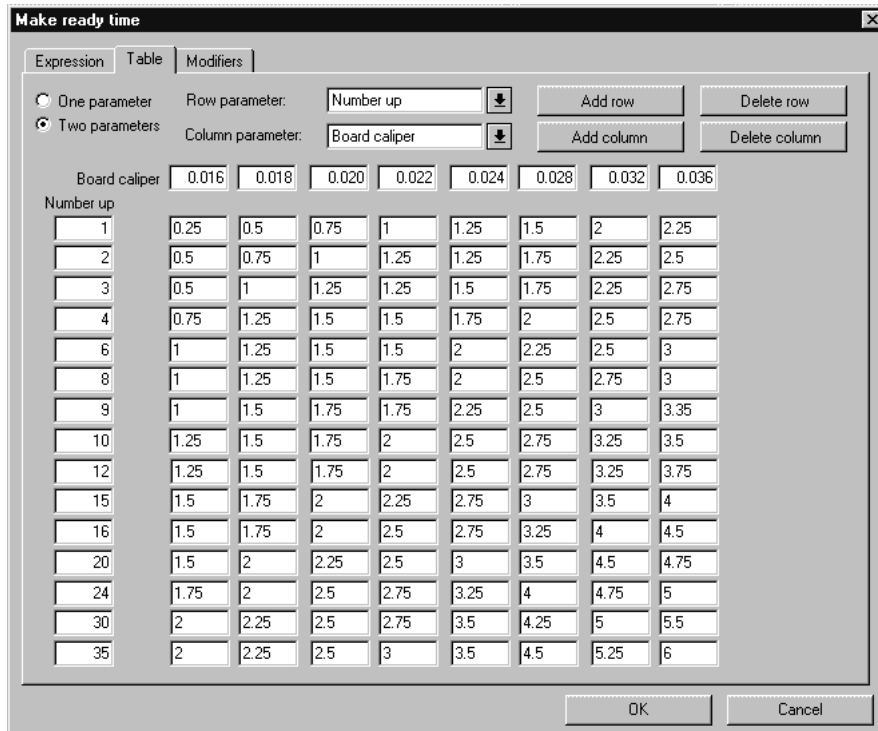 Make ready time
Expression Table Modifiers
One parameter Row parameter: Number up Add row Delete row
Two parameters Column parameter: Board caliper Add column Delete column
Board caliper 0.016 0.018 0.020 0.022 0.024 0.028 0.032 0.036
Number up
1 0.25 0.5 0.75 1 1.25 1.5 2 2.25
2 0.5 0.75 1 1.25 1.25 1.75 2.25 2.5
3 0.5 1 1.25 1.25 1.5 1.75 2.25 2.75
4 0.75 1.25 1.5 1.5 1.75 2 2.5 2.75
6 1 1.25 1.5 1.5 2 2.25 2.5 3
8 1 1.25 1.5 1.75 2 2.5 2.75 3
9 1 1.5 1.75 1.75 2.25 2.5 3 3.35
10 1.25 1.5 1.75 2 2.5 2.75 3.25 3.5
12 1.25 1.5 1.75 2 2.5 2.75 3.25 3.75
15 1.5 1.75 2 2.25 2.75 3 3.5 4
16 1.5 1.75 2 2.5 2.75 3.25 4 4.5
20 1.5 2 2.25 2.5 3 3.5 4.5 4.75
24 1.75 2 2.5 2.75 3.25 4 4.75 5
30 2 2.25 2.5 2.75 3.5 4.25 5 5.5
35 2 2.25 2.5 3 3.5 4.5 5.25 6
OK Cancel